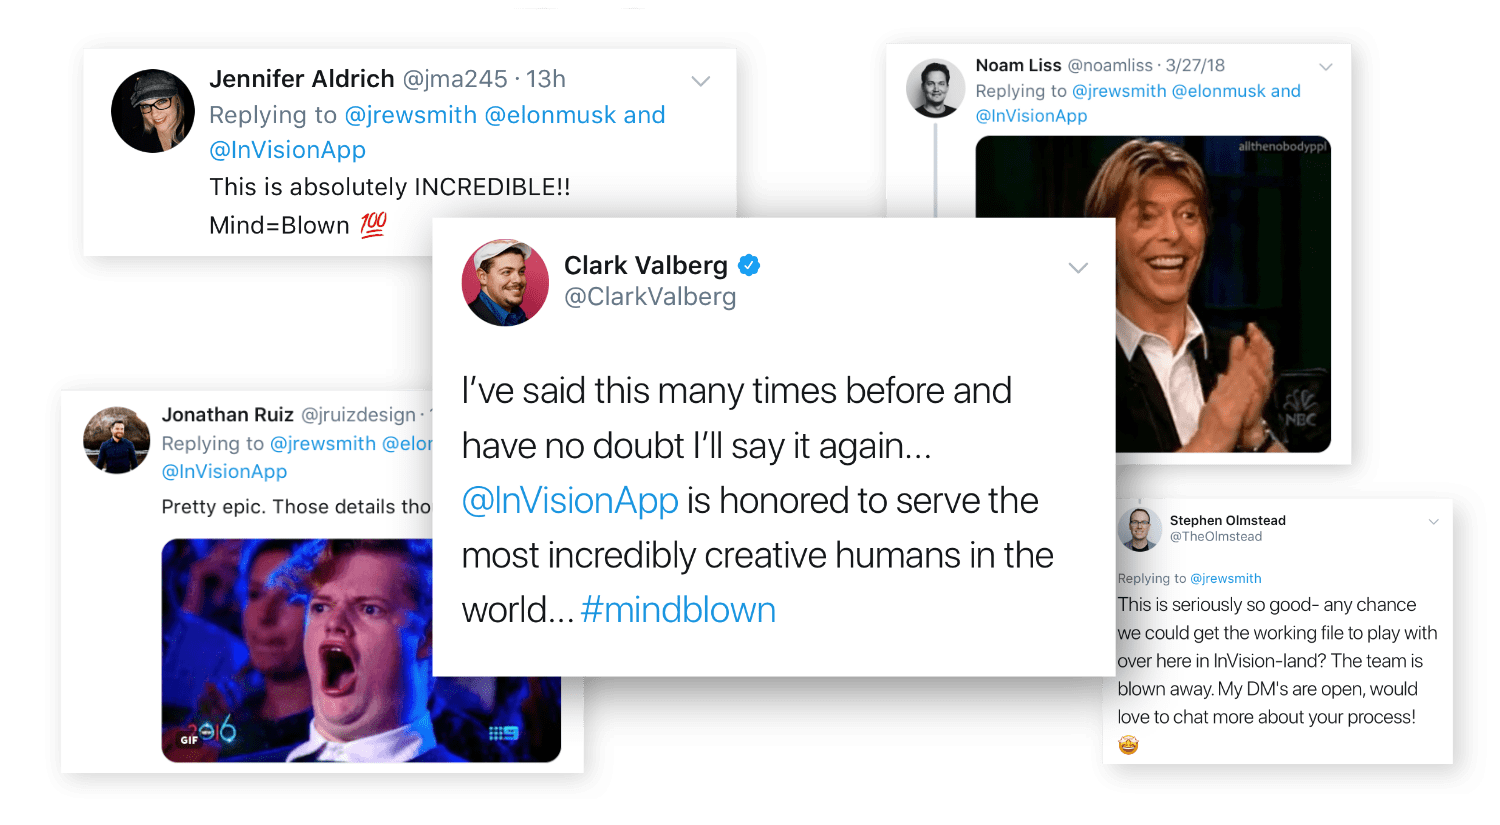 Jennifer Aldrich @jma245 · 13h
Replying to @jrewsmith @elonmusk and
@InVisionApp
This is absolutely INCREDIBLE!!
Mind=Blown 💯
Noam Liss @noamliss · 3/27/18
Replying to @jrewsmith @elonmusk and
@InVisionApp
allthenobodyppl
NBC
Clark Valberg
@ClarkValberg
I’ve said this many times before and
have no doubt I’ll say it again...
@InVisionApp is honored to serve the
most incredibly creative humans in the
world... #mindblown
Jonathan Ruiz @jruizdesign ·
Replying to @jrewsmith
@InVisionApp
Pretty epic. Those details
GIF
9
Stephen Olmstead
@TheOlmstead
Replying to @jrewsmith
This is seriously so good- any chance
we could get the working file to play with
over here in InVision-land? The team is
blown away. My DM's are open, would
love to chat more about your process!
🤩